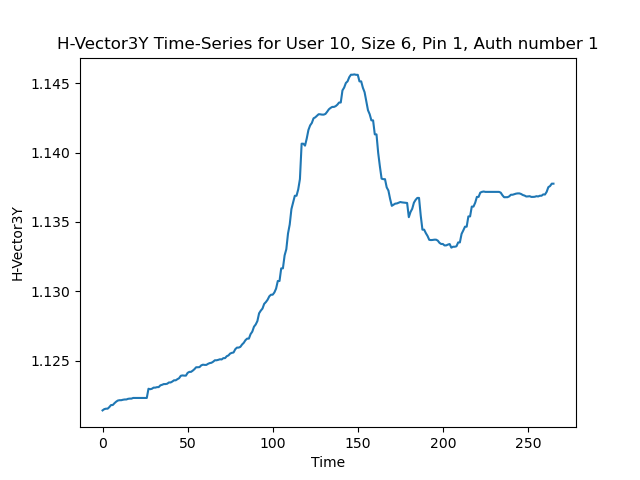 H-Vector3Y Time-Series for User 10, Size 6, Pin 1, Auth number 1
1.145
1.140
1.135
1.130
1.125
H-Vector3Y
0 50 100 150 200 250
Time